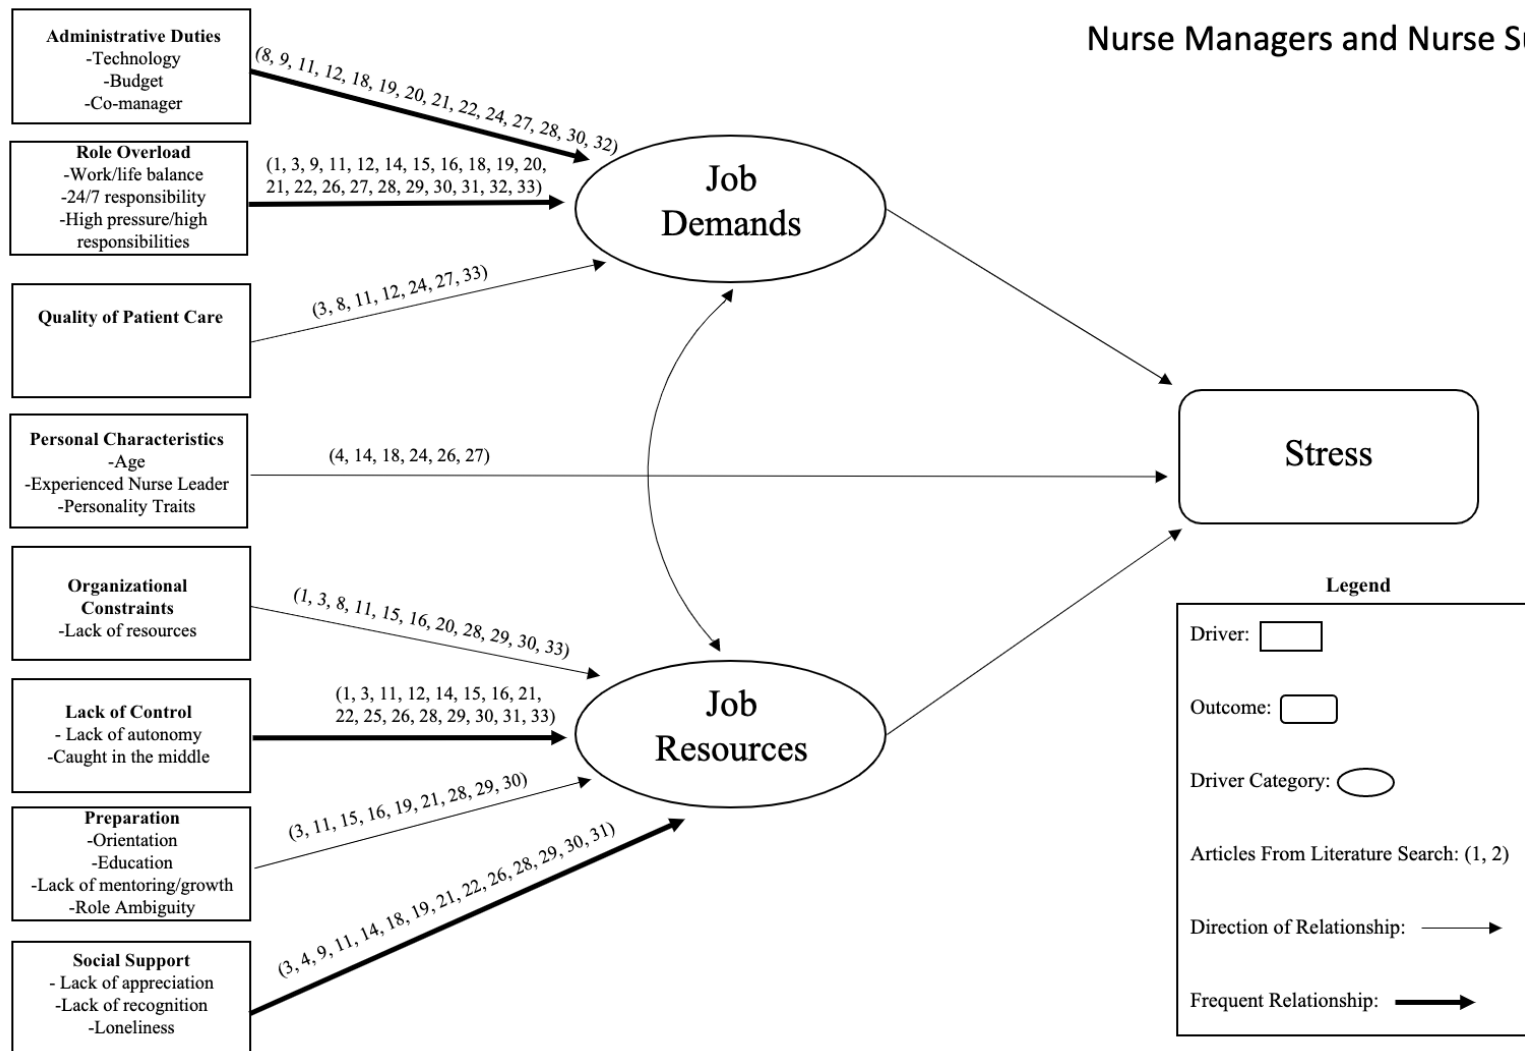 Nurse Managers and Nurse
Administrative Duties
-Technology
-Budget
-Co-manager
(8, 9, 11, 12, 18, 19, 20, 21, 22, 24, 27, 28, 30, 32)
Role Overload
-Work/life balance
-24/7 responsibility
-High pressure/high
responsibilities
(1, 3, 9, 11, 12, 14, 15, 16, 18, 19, 20,
21, 22, 26, 27, 28, 29, 30, 31, 32, 33)
Job
Demands
Quality of Patient Care
(3, 8, 11, 12, 24, 27, 33)
Personal Characteristics
-Age
-Experienced Nurse Leader
-Personality Traits
(4, 14, 18, 24, 26, 27)
Stress
Organizational
Constraints
-Lack of resources
(1, 3, 8, 11, 15, 16, 20, 28, 29, 30, 33)
Lack of Control
- Lack of autonomy
-Caught in the middle
(1, 3, 11, 12, 14, 15, 16, 21,
22, 25, 26, 28, 29, 30, 31, 33)
Job
Resources
Preparation
-Orientation
-Education
-Lack of mentoring/growth
-Role Ambiguity
(3, 11, 15, 16, 19, 21, 28, 29, 30)
Social Support
- Lack of appreciation
-Lack of recognition
-Loneliness
(3, 4, 9, 11, 14, 18, 19, 21, 22, 26, 28, 29, 30, 31)
Legend
Driver:
Outcome:
Driver Category:
Articles From Literature Search: (1, 2)
Direction of Relationship:
Frequent Relationship: